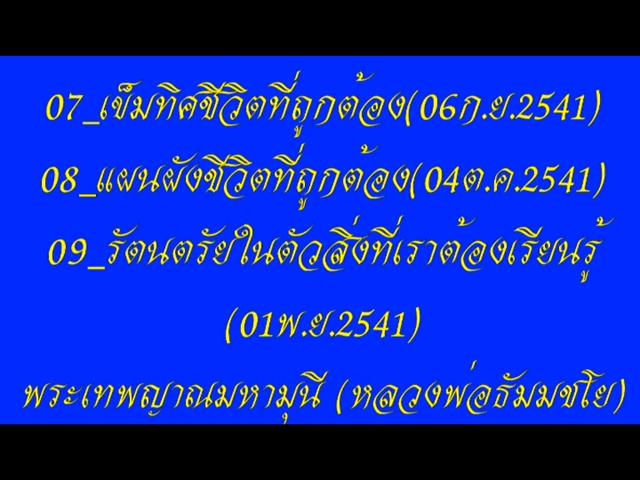 07_เข็มทิศชีวิตที่ถูกต้อง(06ก.ย.2541)
08_แผนผังชีวิตที่ถูกต้อง(04ต.ค.2541)
09_รัตนตรัยในตัวสิ่งที่เราต้องเรียนรู้
(01พ.ย.2541)
พระเทพญาณมหามุนี (หลวงพ่อธัมมชโย)